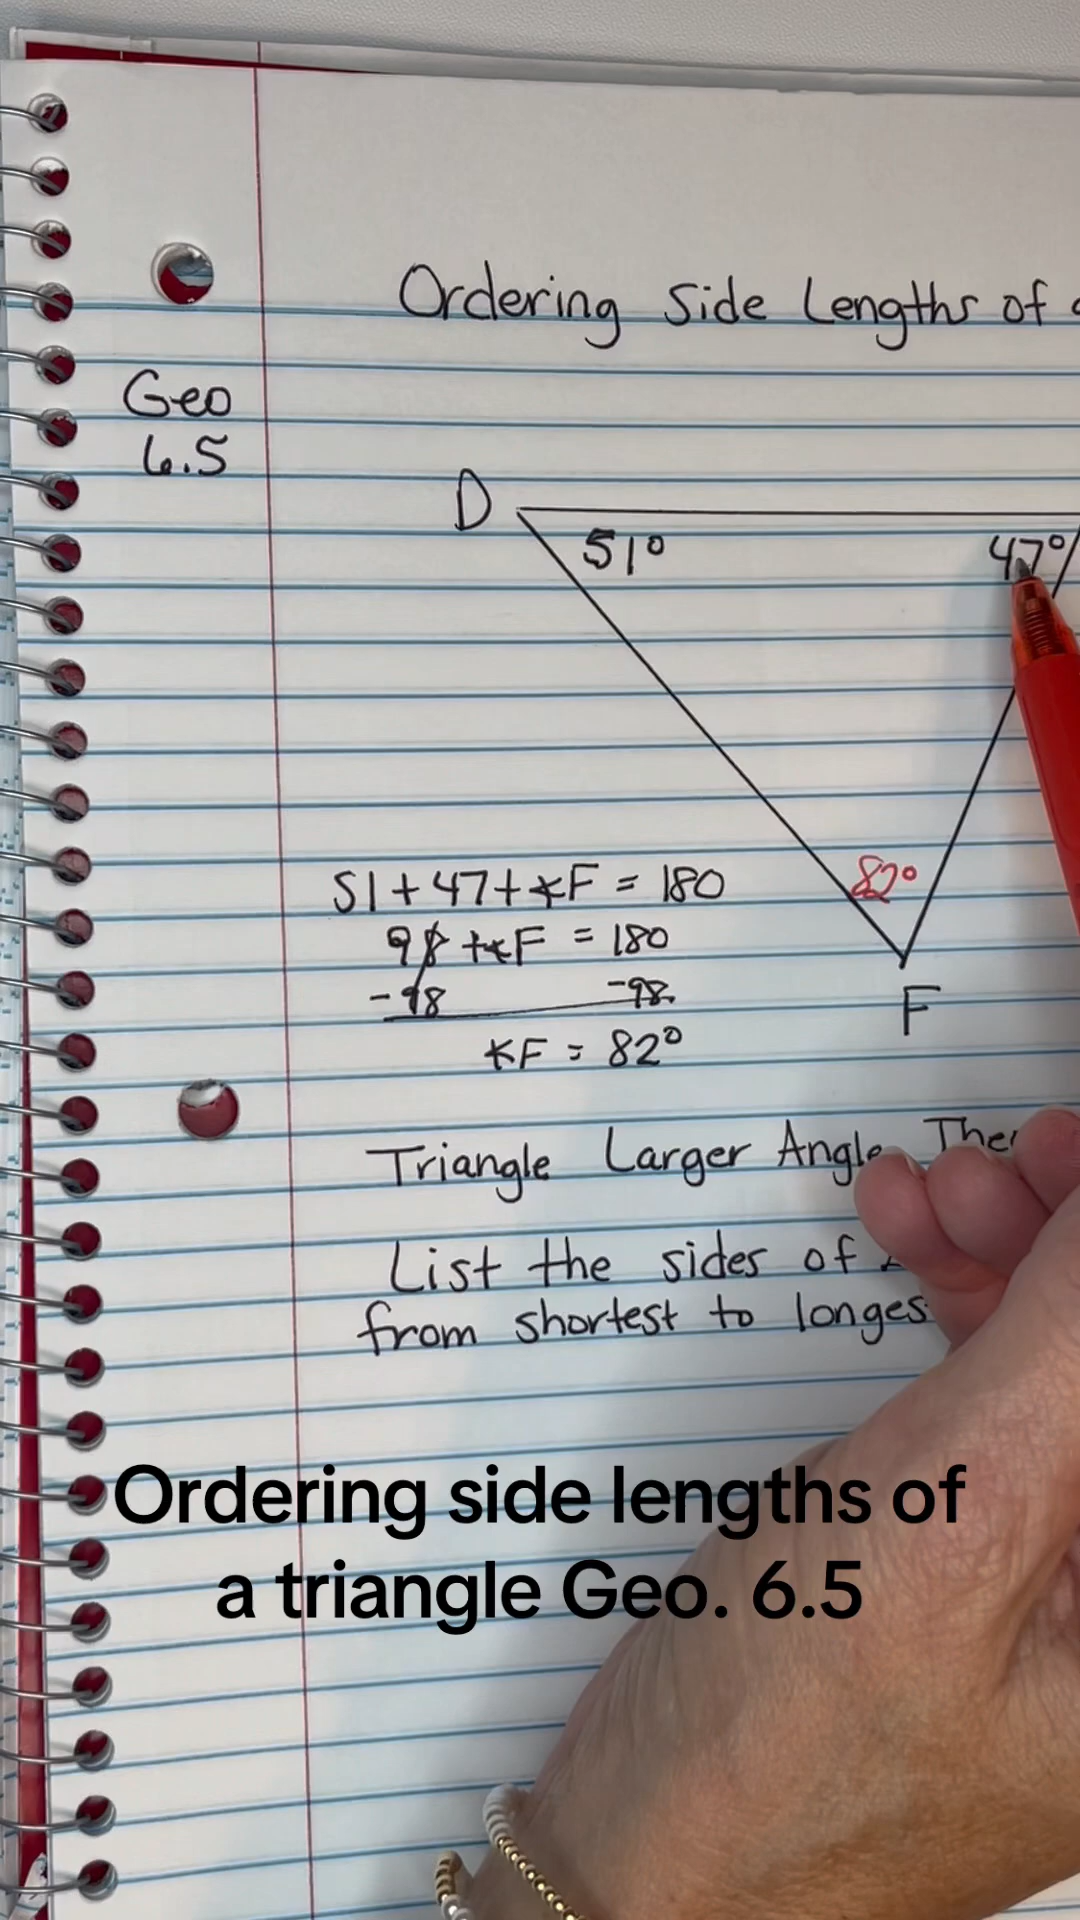 Ordering Side Lengths of
Geo
6.5
D
51°
47°
82°
51+47+∡F = 180
98 +∡F = 180
-98 -98
∡F = 82°
F
Triangle Larger Angle
List the sides of
from shortest to
Ordering side lengths of
a triangle Geo. 6.5